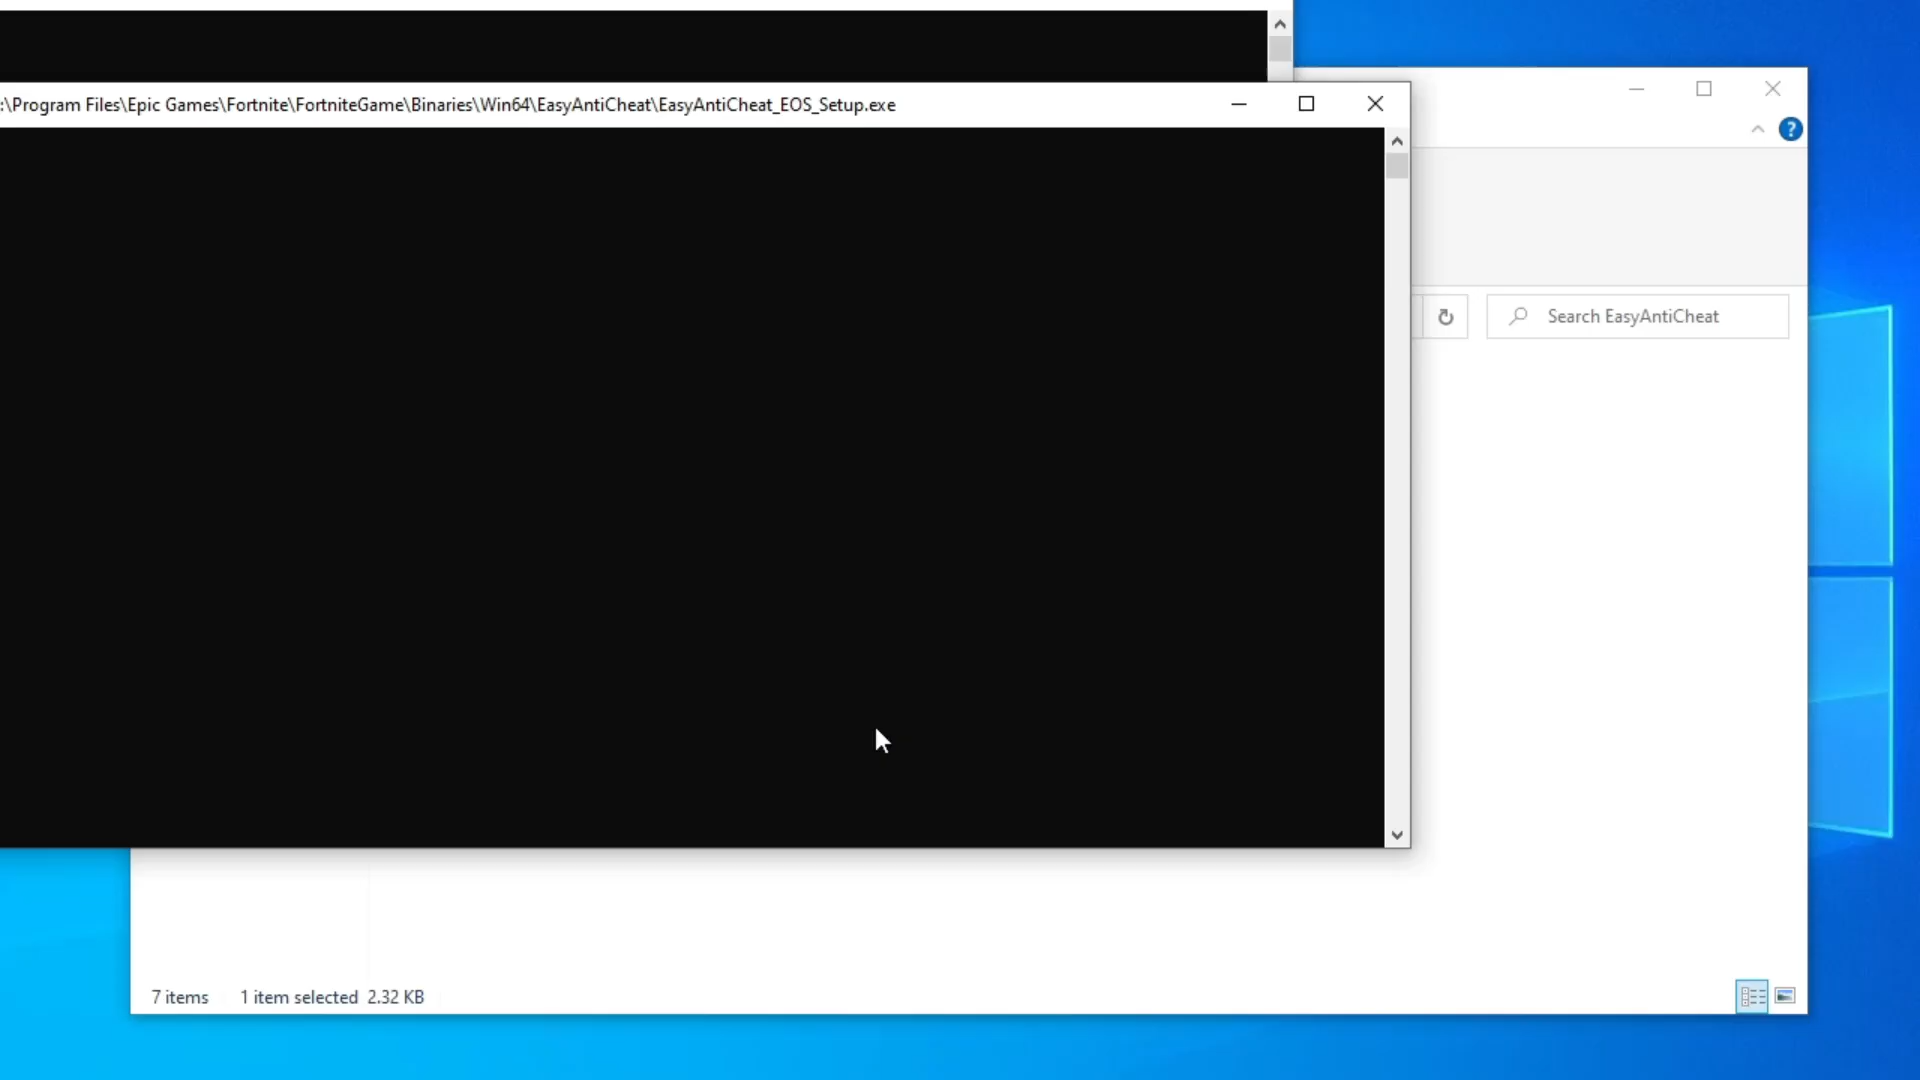 :\Program Files\Epic Games\Fortnite\FortniteGame\Binaries\Win64\EasyAntiCheat\EasyAntiCheat_EOS_Setup.exe
?
Search EasyAntiCheat
7 items 1 item selected 2.32 KB